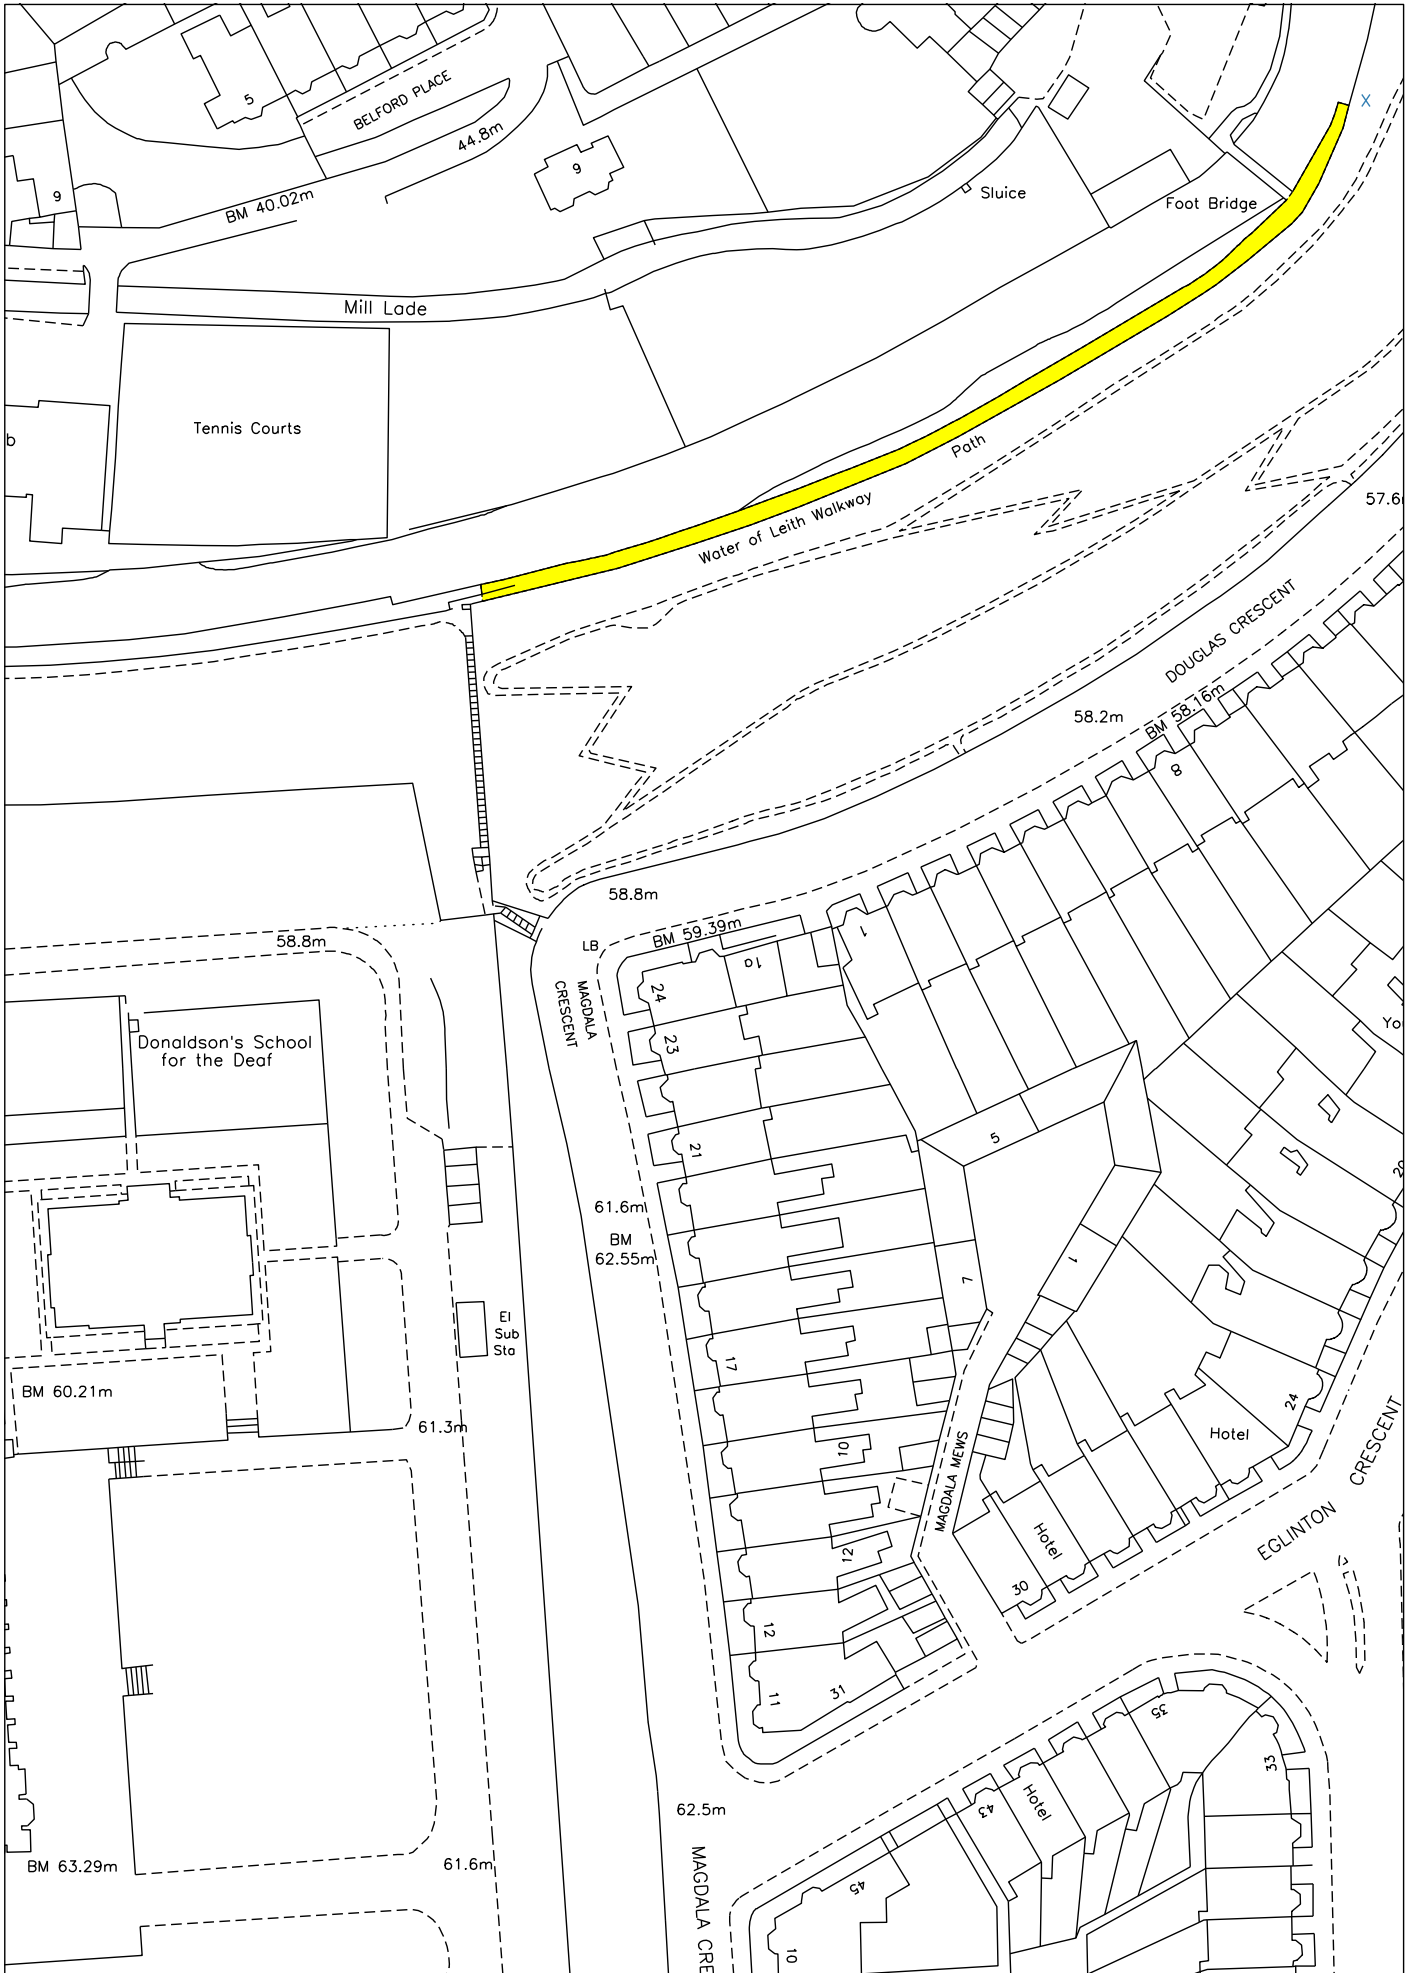 X
5
BELFORD PLACE
44.8m
9
9
BM 40.02m
Sluice
Foot Bridge
Mill Lade
Tennis Courts
b
Path
Water of Leith Walkway
57.6
DOUGLAS CRESCENT
58.2m
BM 58.16m
8
58.8m
1
BM 59.39m
LB
1a
58.8m
24
MAGDALA
CRESCENT
23
Yo
Donaldson's School
for the Deaf
5
21
20
61.6m
BM
62.55m
1
7
El
Sub
Sta
17
BM 60.21m
24
61.3m
Hotel
10
MAGDALA MEWS
CRESCENT
EGLINTON
12
Hotel
30
12
11
31
35
33
43
Hotel
62.5m
BM 63.29m
61.6m
MAGDALA CRE
45
10